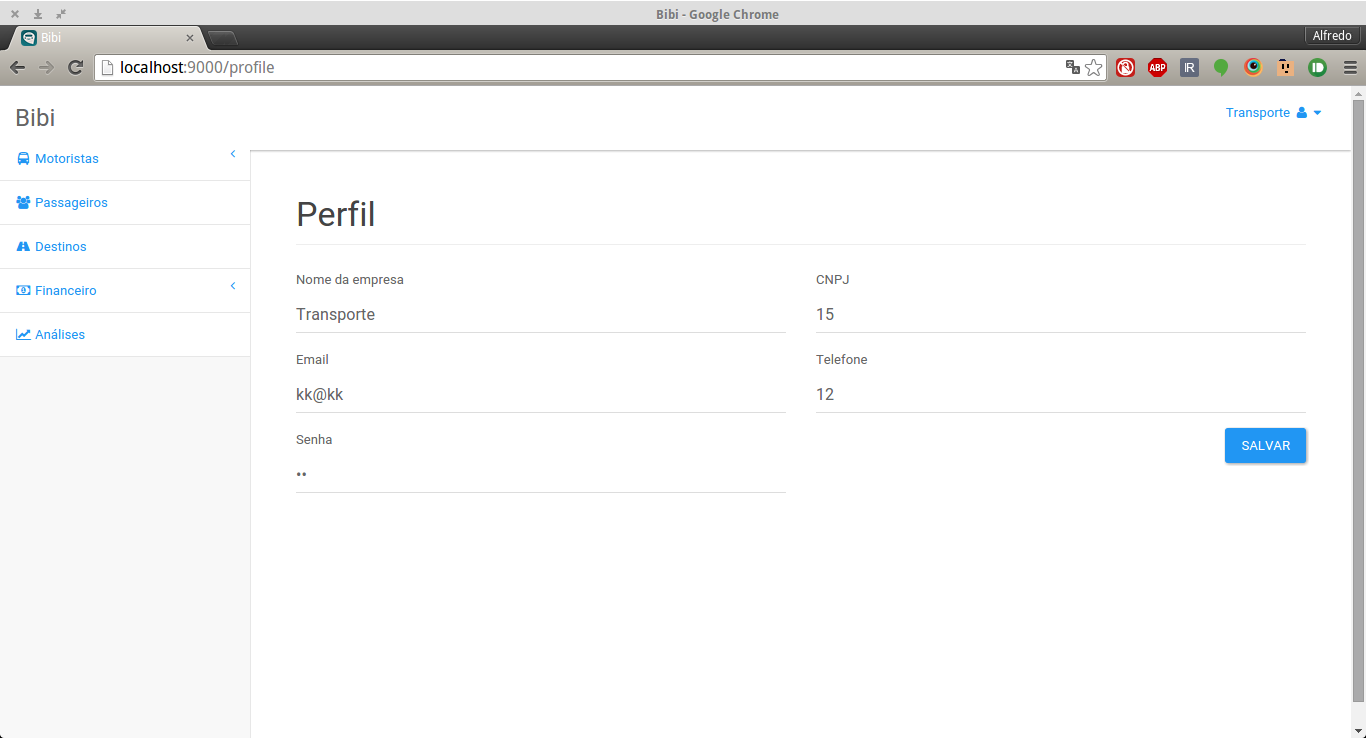 Bibi - Google Chrome
Bibi
Alfredo
localhost:9000/profile
ABP
IR
Bibi
Transporte
Motoristas
Passageiros
Destinos
Financeiro
Análises
Perfil
Nome da empresa
CNPJ
Transporte
15
Email
Telefone
kk@kk
12
Senha
••
SALVAR